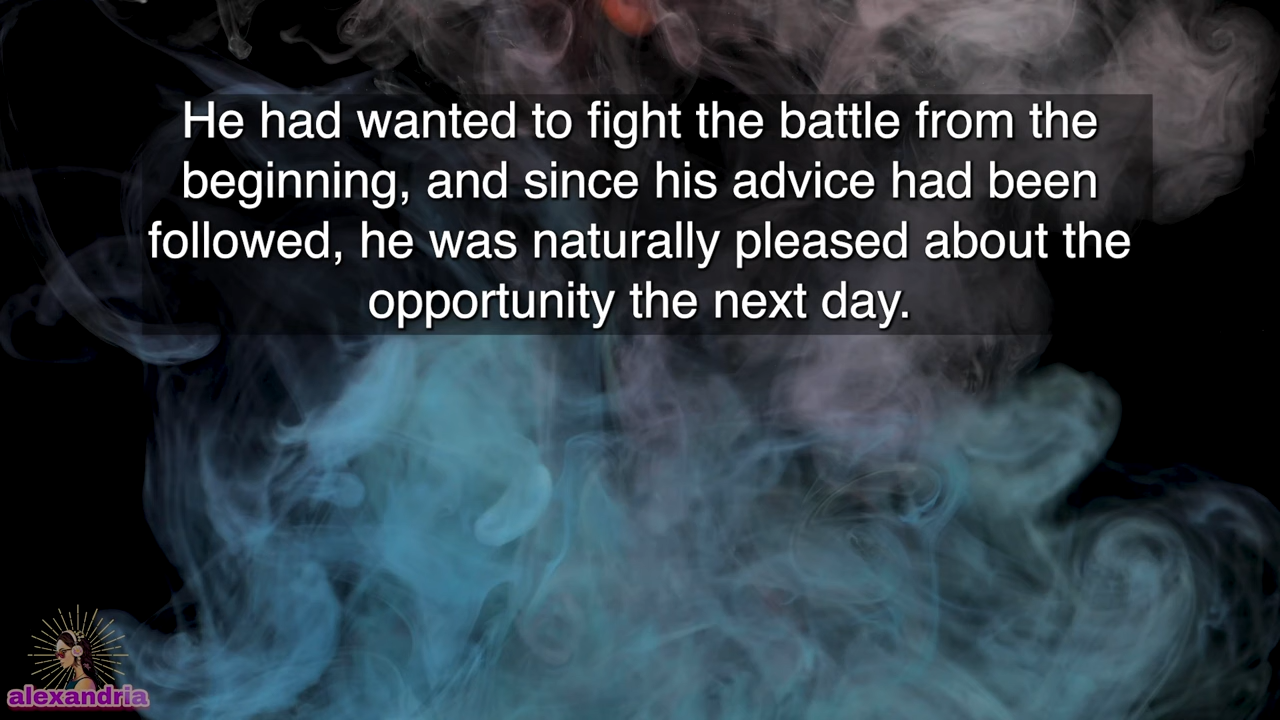 He had wanted to fight the battle from the
beginning, and since his advice had been
followed, he was naturally pleased about the
opportunity the next day.
alexandria